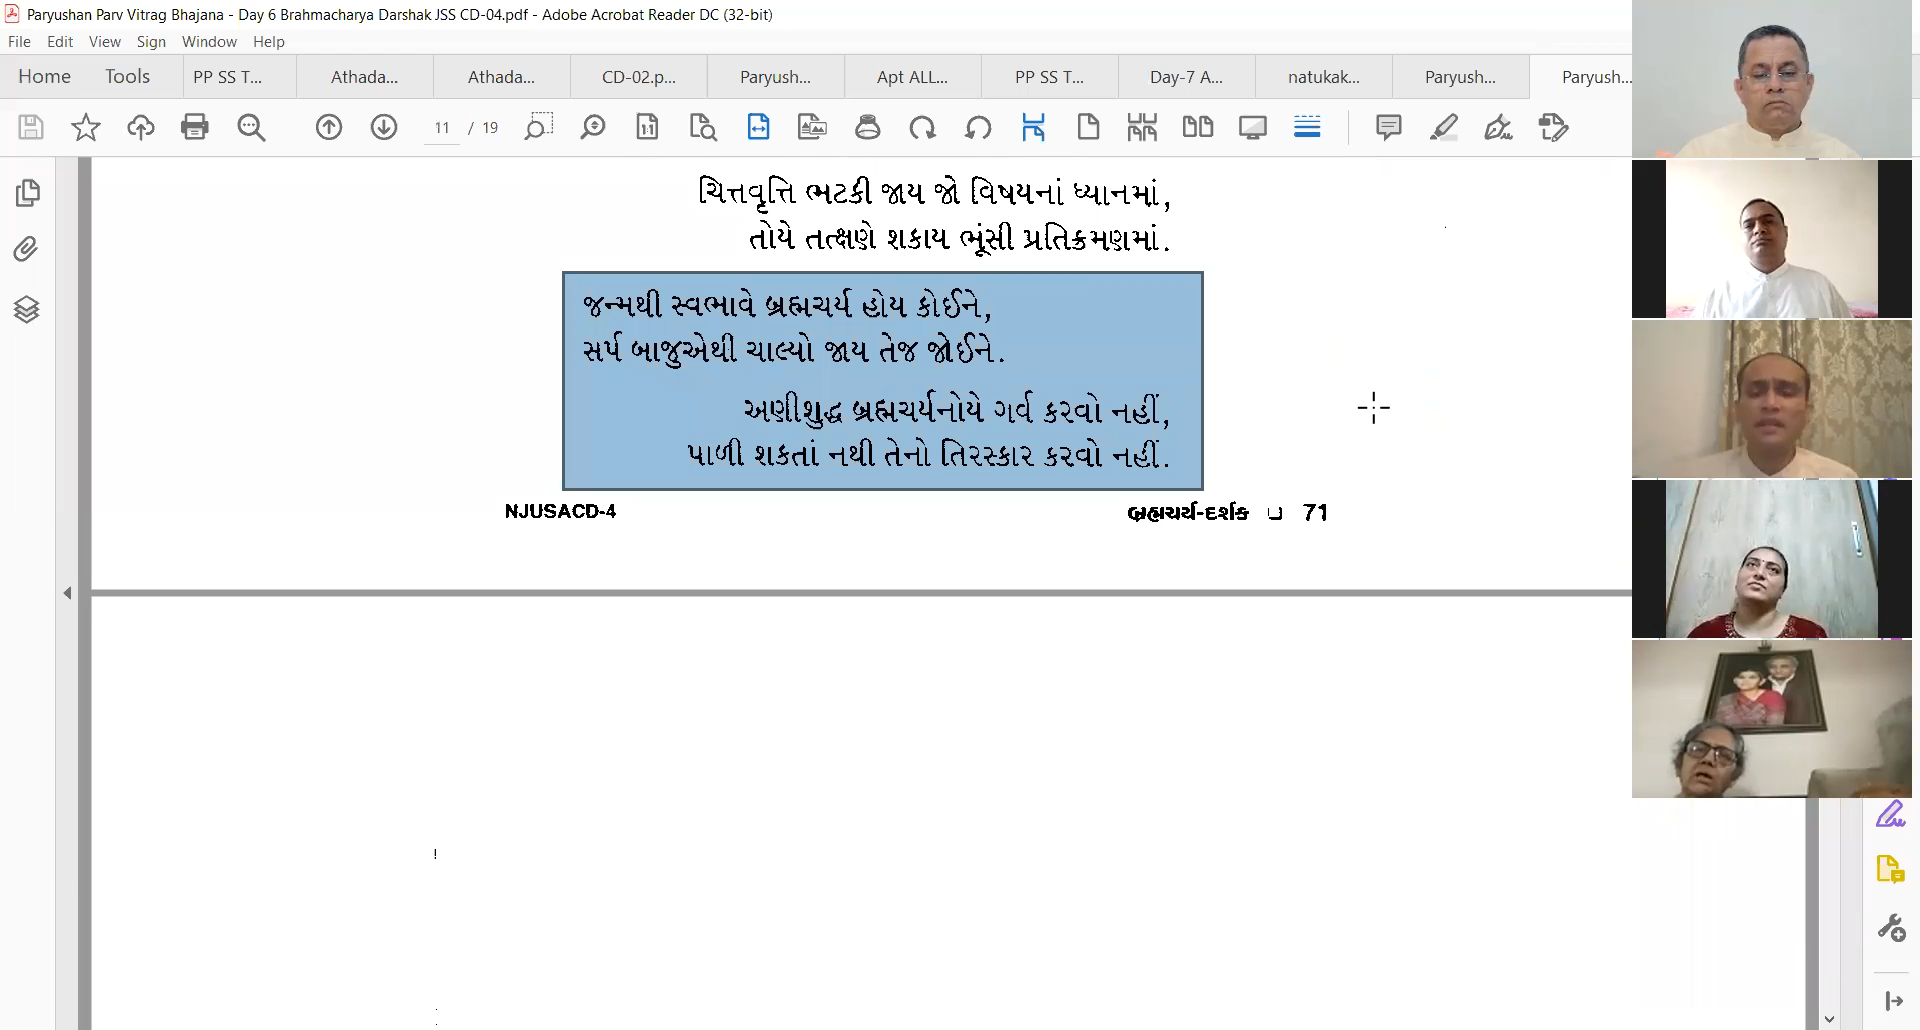 Paryushan Parv Vitrag Bhajana - Day 6 Brahmacharya Darshak JSS CD-04.pdf - Adobe Acrobat Reader DC (32-bit)
File Edit View Sign Window Help
Home Tools PP SS T... Athada... Athada... CD-02.p... Paryush... Apt ALL... PP SS T... Day-7 A... natukak... Paryush... Paryush...
11 / 19
ચિત્તવૃત્તિ ભટકી જાય જો વિષયનાં ધ્યાનમાં,
તોયે તત્ક્ષણે શકાય ભૂંસી પ્રતિક્રમણમાં.
જન્મથી સ્વભાવે બ્રહ્મચર્ય હોય કોઈને,
સર્પ બાજુએથી ચાલ્યો જાય તેજ જોઈને.
અણીશુદ્ધ બ્રહ્મચર્યનોયે ગર્વ કરવો નહીં,
પાળી શકતાં નથી તેનો તિરસ્કાર કરવો નહીં.
NJUSACD-4 બ્રહ્મચર્ય-દર્શક ❑ 71